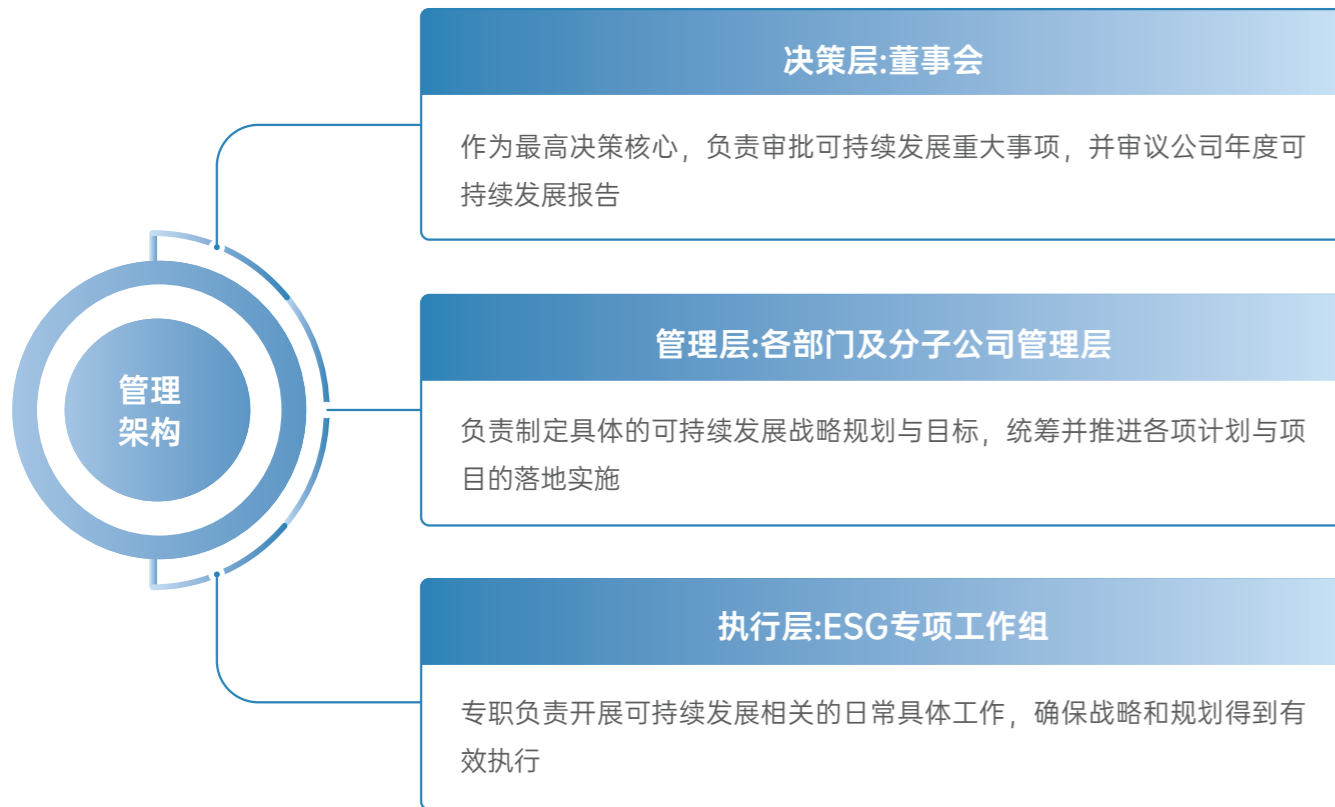 决策层:董事会
作为最高决策核心，负责审批可持续发展重大事项，并审议公司年度可
持续发展报告
管理
架构
管理层:各部门及分子公司管理层
负责制定具体的可持续发展战略规划与目标，统筹并推进各项计划与项
目的落地实施
执行层:ESG专项工作组
专职负责开展可持续发展相关的日常具体工作，确保战略和规划得到有
效执行